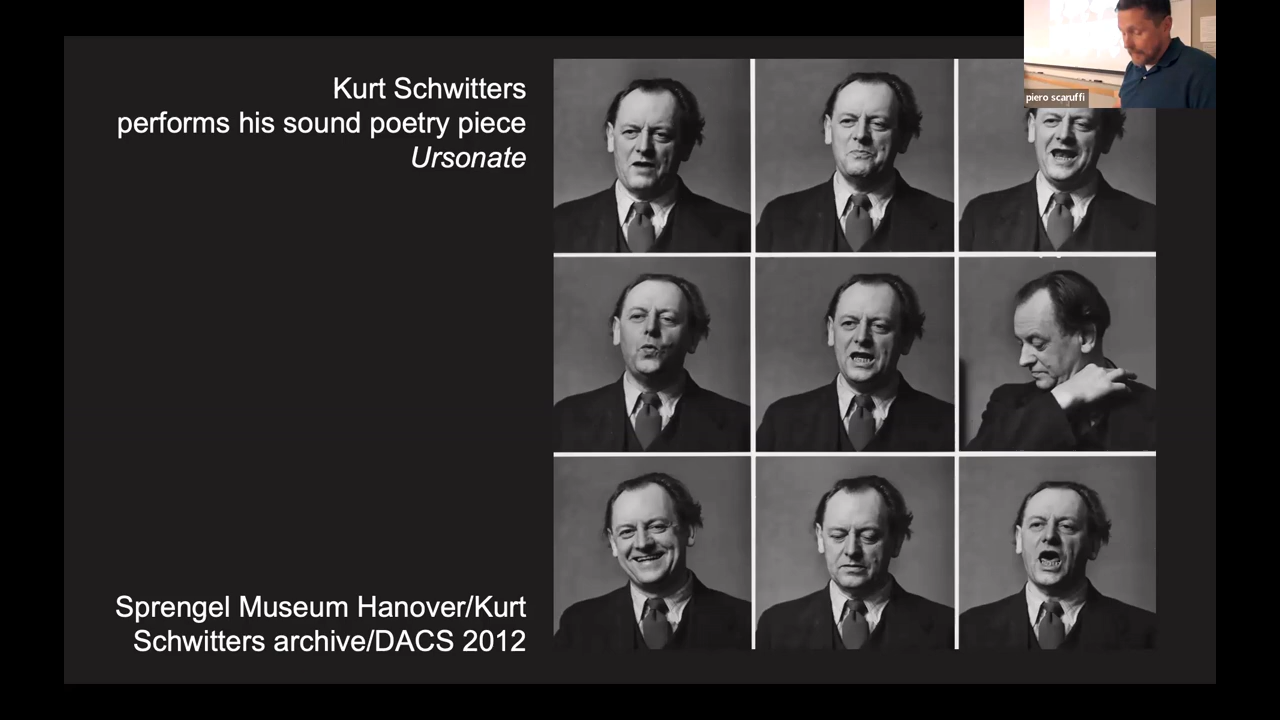 Kurt Schwitters
performs his sound poetry piece
Ursonate
piero scaruffi
Sprengel Museum Hanover/Kurt
Schwitters archive/DACS 2012